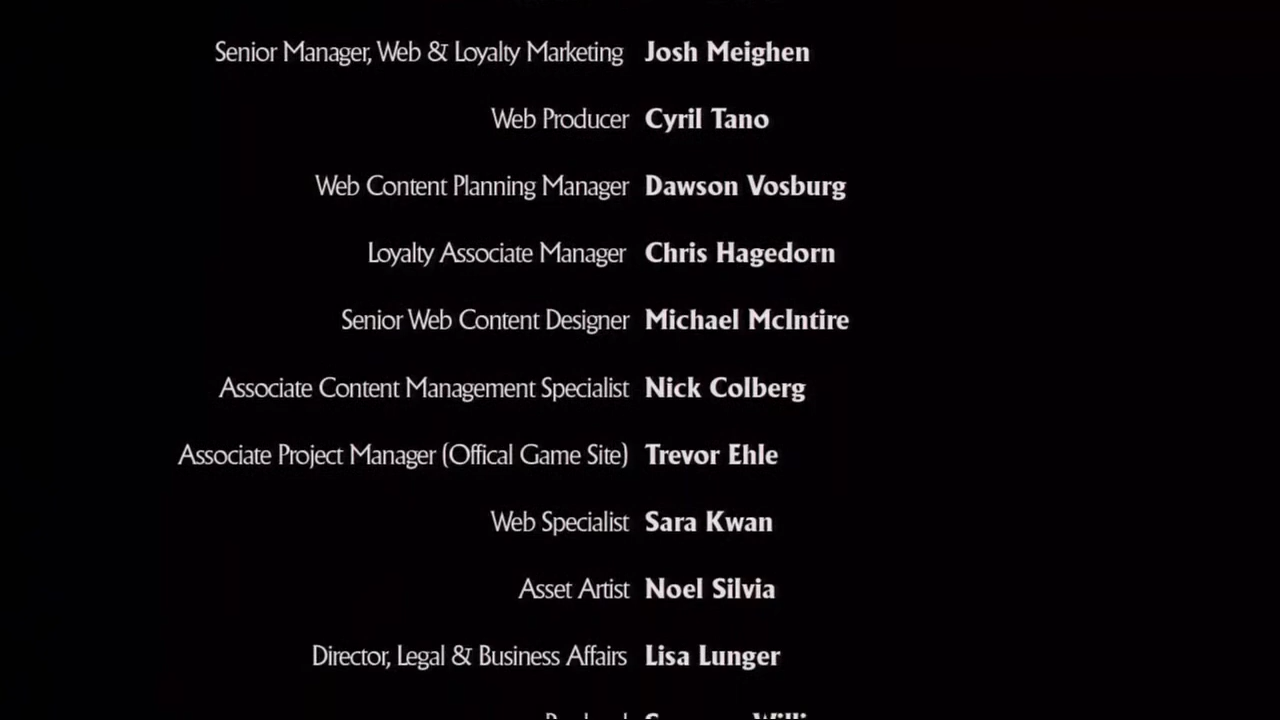 Senior Manager, Web & Loyalty Marketing Josh Meighen
Web Producer Cyril Tano
Web Content Planning Manager Dawson Vosburg
Loyalty Associate Manager Chris Hagedorn
Senior Web Content Designer Michael McIntire
Associate Content Management Specialist Nick Colberg
Associate Project Manager (Offical Game Site) Trevor Ehle
Web Specialist Sara Kwan
Asset Artist Noel Silvia
Director, Legal & Business Affairs Lisa Lunger